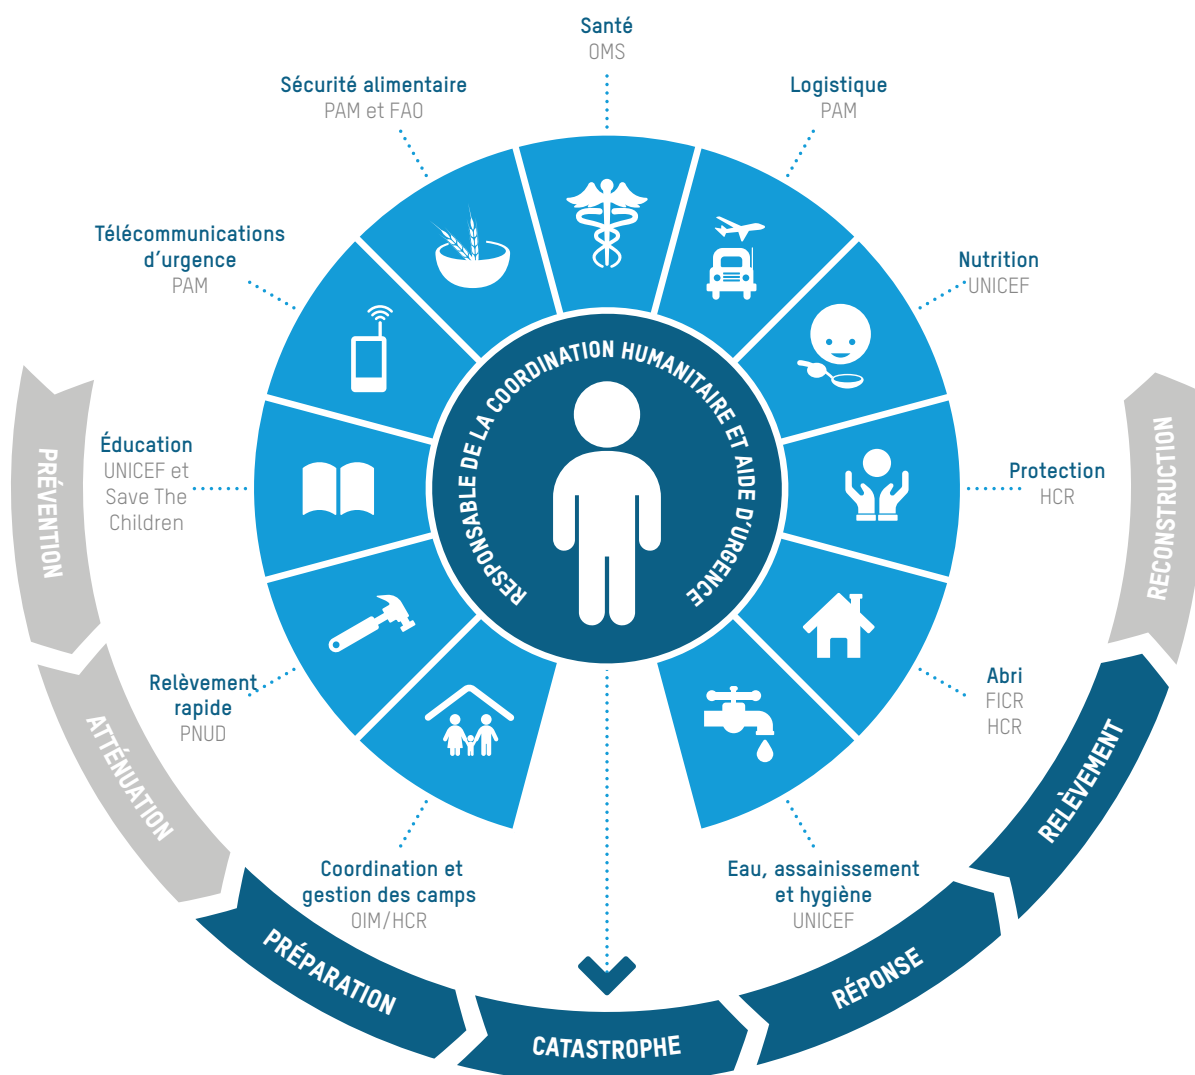 Santé
OMS
Sécurité alimentaire
PAM et FAO
Logistique
PAM
Télécommunications
d'urgence
PAM
Nutrition
UNICEF
Éducation
UNICEF et
Save The
Children
Protection
HCR
RESPONSABLE DE LA COORDINATION HUMANITAIRE ET AIDE D'URGENCE
Relèvement
rapide
PNUD
Abri
FICR
HCR
Coordination et
gestion des camps
OIM/HCR
Eau, assainissement
et hygiène
UNICEF
PRÉVENTION
ATTÉNUATION
PRÉPARATION
CATASTROPHE
RÉPONSE
RELÈVEMENT
RECONSTRUCTION